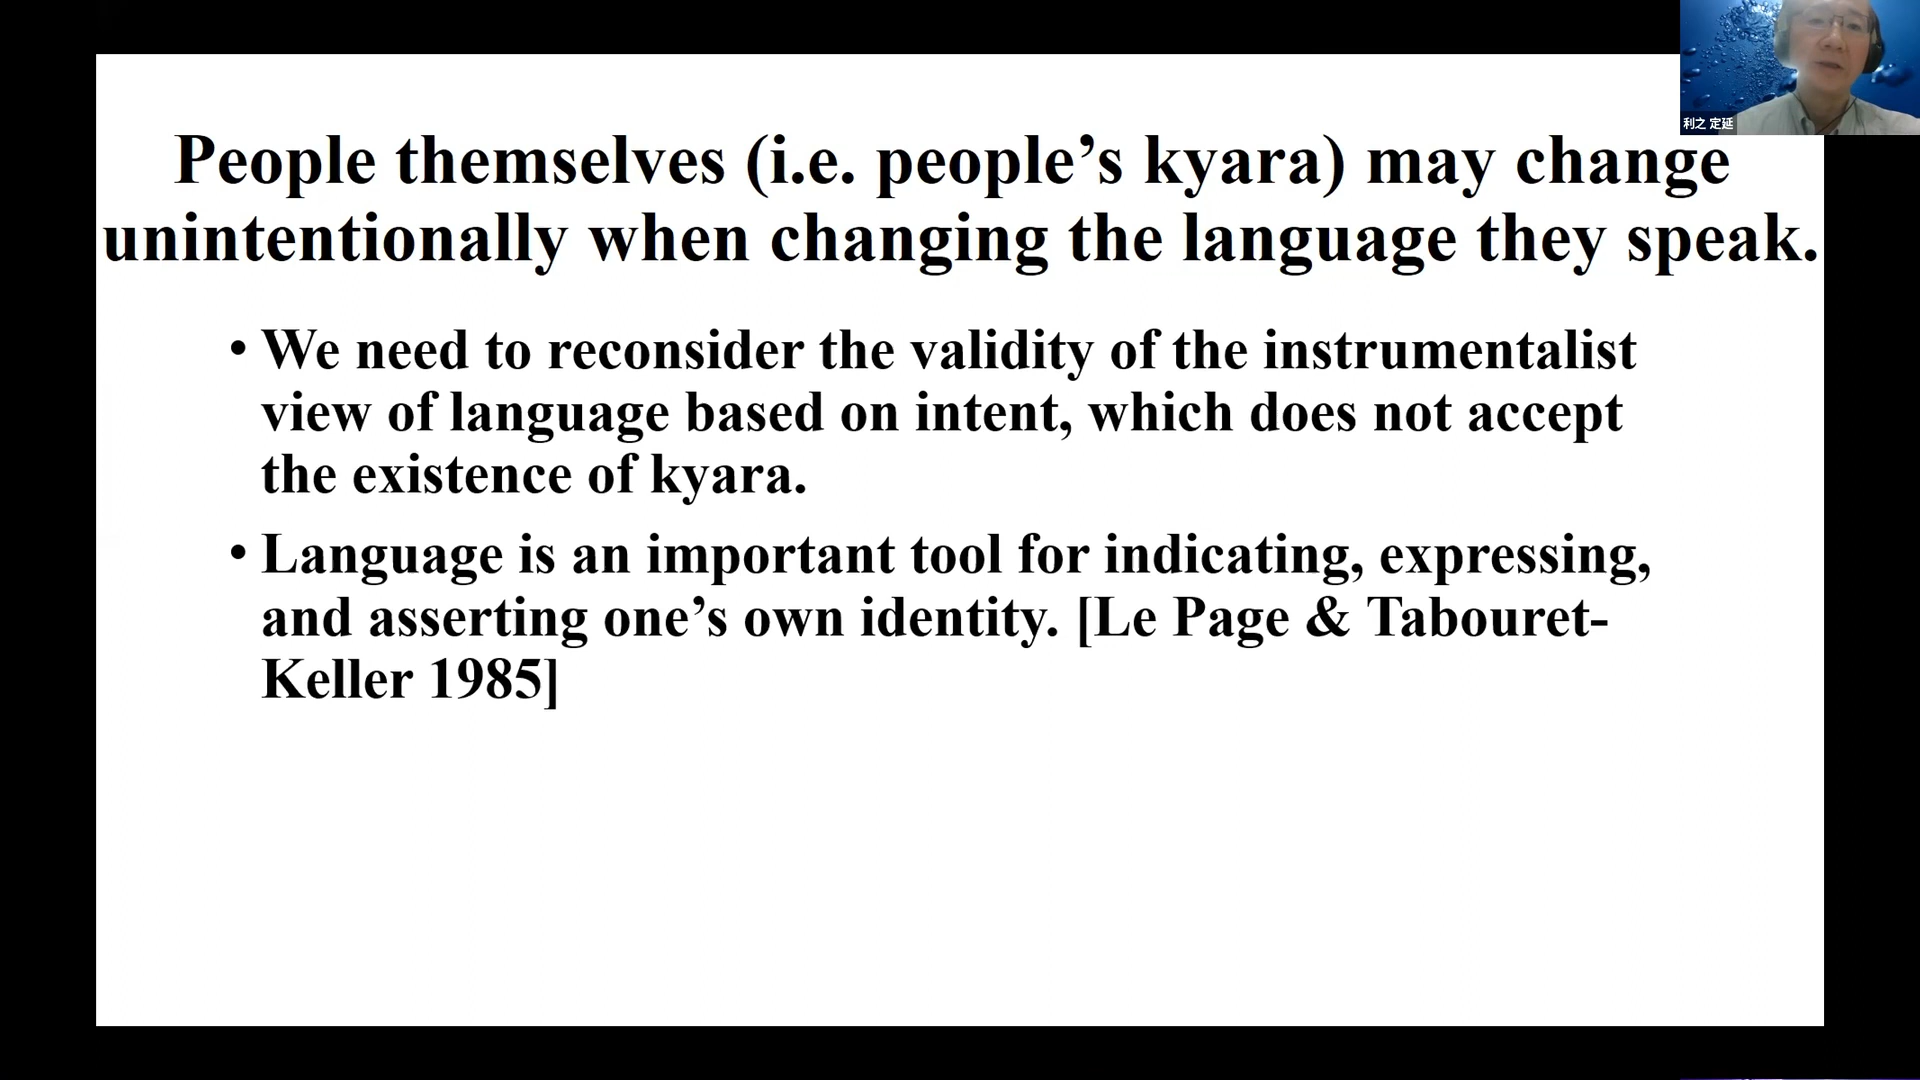 利之 定延
People themselves (i.e. people’s kyara) may change
unintentionally when changing the language they speak.
• We need to reconsider the validity of the instrumentalist
view of language based on intent, which does not accept
the existence of kyara.
• Language is an important tool for indicating, expressing,
and asserting one’s own identity. [Le Page & Tabouret-
Keller 1985]